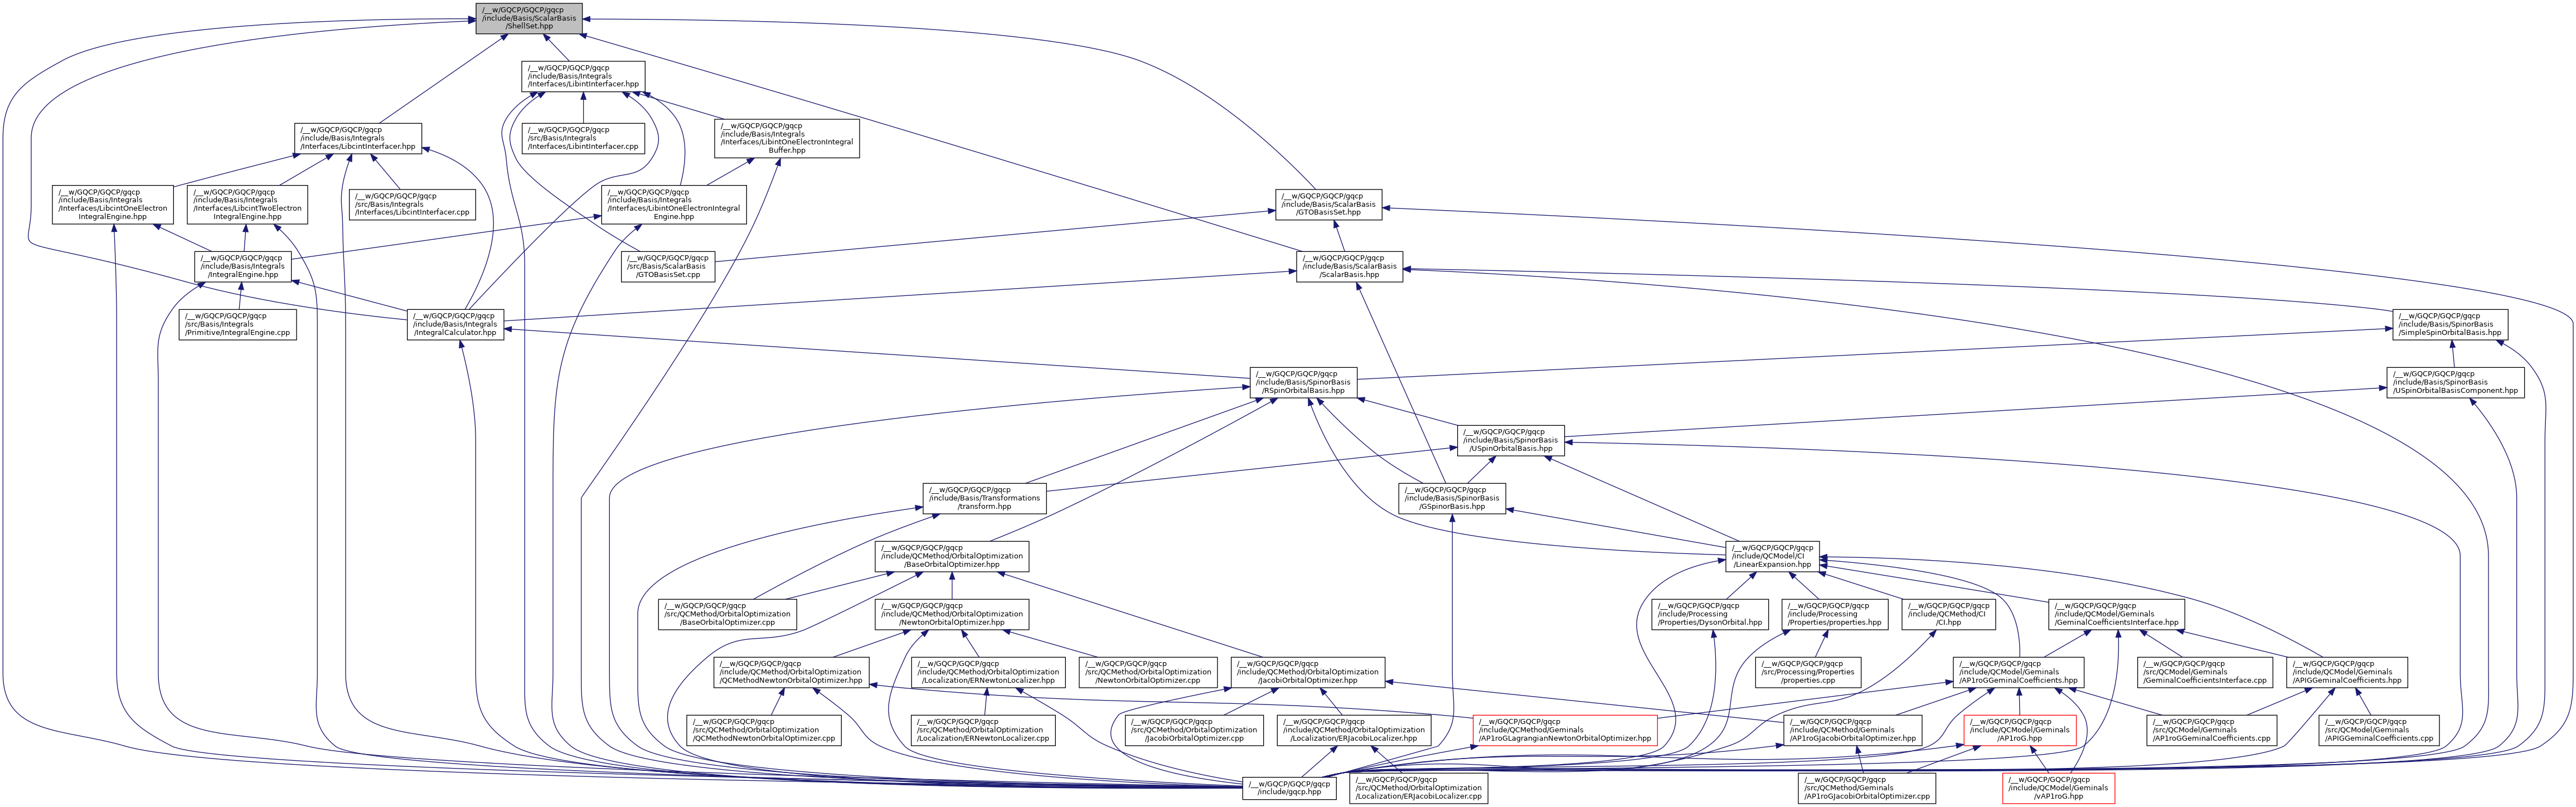 /__w/GQCP/GQCP/gqcp
/include/Basis/ScalarBasis
/ShellSet.hpp
/__w/GQCP/GQCP/gqcp
/include/Basis/Integrals
/Interfaces/LibintInterfacer.hpp
/__w/GQCP/GQCP/gqcp
/include/Basis/Integrals
/Interfaces/LibcintInterfacer.hpp
/__w/GQCP/GQCP/gqcp
/src/Basis/Integrals
/Interfaces/LibintInterfacer.cpp
/__w/GQCP/GQCP/gqcp
/include/Basis/Integrals
/Interfaces/LibintOneElectronIntegral
Buffer.hpp
/__w/GQCP/GQCP/gqcp
/include/Basis/Integrals
/Interfaces/LibcintOneElectron
IntegralEngine.hpp
/__w/GQCP/GQCP/gqcp
/include/Basis/Integrals
/Interfaces/LibcintTwoElectron
IntegralEngine.hpp
/__w/GQCP/GQCP/gqcp
/src/Basis/Integrals
/Interfaces/LibcintInterfacer.cpp
/__w/GQCP/GQCP/gqcp
/include/Basis/Integrals
/Interfaces/LibintOneElectronIntegral
Engine.hpp
/__w/GQCP/GQCP/gqcp
/include/Basis/ScalarBasis
/GTOBasisSet.hpp
/__w/GQCP/GQCP/gqcp
/include/Basis/Integrals
/IntegralEngine.hpp
/__w/GQCP/GQCP/gqcp
/src/Basis/ScalarBasis
/GTOBasisSet.cpp
/__w/GQCP/GQCP/gqcp
/include/Basis/ScalarBasis
/ScalarBasis.hpp
/__w/GQCP/GQCP/gqcp
/src/Basis/Integrals
/Primitive/IntegralEngine.cpp
/__w/GQCP/GQCP/gqcp
/include/Basis/Integrals
/IntegralCalculator.hpp
/__w/GQCP/GQCP/gqcp
/include/Basis/SpinorBasis
/SimpleSpinOrbitalBasis.hpp
/__w/GQCP/GQCP/gqcp
/include/Basis/SpinorBasis
/RSpinOrbitalBasis.hpp
/__w/GQCP/GQCP/gqcp
/include/Basis/SpinorBasis
/USpinOrbitalBasisComponent.hpp
/__w/GQCP/GQCP/gqcp
/include/Basis/SpinorBasis
/USpinOrbitalBasis.hpp
/__w/GQCP/GQCP/gqcp
/include/Basis/Transformations
/transform.hpp
/__w/GQCP/GQCP/gqcp
/include/Basis/SpinorBasis
/GSpinorBasis.hpp
/__w/GQCP/GQCP/gqcp
/include/QCMethod/OrbitalOptimization
/BaseOrbitalOptimizer.hpp
/__w/GQCP/GQCP/gqcp
/include/QCModel/CI
/LinearExpansion.hpp
/__w/GQCP/GQCP/gqcp
/src/QCMethod/OrbitalOptimization
/BaseOrbitalOptimizer.cpp
/__w/GQCP/GQCP/gqcp
/include/QCMethod/OrbitalOptimization
/NewtonOrbitalOptimizer.hpp
/__w/GQCP/GQCP/gqcp
/include/Processing
/Properties/DysonOrbital.hpp
/__w/GQCP/GQCP/gqcp
/include/Processing
/Properties/properties.hpp
/__w/GQCP/GQCP/gqcp
/include/QCMethod/CI
/CI.hpp
/__w/GQCP/GQCP/gqcp
/include/QCModel/Geminals
/GeminalCoefficientsInterface.hpp
/__w/GQCP/GQCP/gqcp
/include/QCMethod/OrbitalOptimization
/QCMethodNewtonOrbitalOptimizer.hpp
/__w/GQCP/GQCP/gqcp
/include/QCMethod/OrbitalOptimization
/Localization/ERNewtonLocalizer.hpp
/__w/GQCP/GQCP/gqcp
/src/QCMethod/OrbitalOptimization
/NewtonOrbitalOptimizer.cpp
/__w/GQCP/GQCP/gqcp
/include/QCMethod/OrbitalOptimization
/JacobiOrbitalOptimizer.hpp
/__w/GQCP/GQCP/gqcp
/src/Processing/Properties
/properties.cpp
/__w/GQCP/GQCP/gqcp
/include/QCModel/Geminals
/AP1roGGeminalCoefficients.hpp
/__w/GQCP/GQCP/gqcp
/src/QCModel/Geminals
/GeminalCoefficientsInterface.cpp
/__w/GQCP/GQCP/gqcp
/include/QCModel/Geminals
/APIGGeminalCoefficients.hpp
/__w/GQCP/GQCP/gqcp
/src/QCMethod/OrbitalOptimization
/QCMethodNewtonOrbitalOptimizer.cpp
/__w/GQCP/GQCP/gqcp
/src/QCMethod/OrbitalOptimization
/Localization/ERNewtonLocalizer.cpp
/__w/GQCP/GQCP/gqcp
/src/QCMethod/OrbitalOptimization
/JacobiOrbitalOptimizer.cpp
/__w/GQCP/GQCP/gqcp
/include/QCMethod/OrbitalOptimization
/Localization/ERJacobiLocalizer.hpp
/__w/GQCP/GQCP/gqcp
/include/QCMethod/Geminals
/AP1roGLagrangianNewtonOrbitalOptimizer.hpp
/__w/GQCP/GQCP/gqcp
/include/QCMethod/Geminals
/AP1roGJacobiOrbitalOptimizer.hpp
/__w/GQCP/GQCP/gqcp
/include/QCModel/Geminals
/AP1roG.hpp
/__w/GQCP/GQCP/gqcp
/src/QCModel/Geminals
/AP1roGGeminalCoefficients.cpp
/__w/GQCP/GQCP/gqcp
/src/QCModel/Geminals
/APIGGeminalCoefficients.cpp
/__w/GQCP/GQCP/gqcp
/include/gqcp.hpp
/__w/GQCP/GQCP/gqcp
/src/QCMethod/OrbitalOptimization
/Localization/ERJacobiLocalizer.cpp
/__w/GQCP/GQCP/gqcp
/src/QCMethod/Geminals
/AP1roGJacobiOrbitalOptimizer.cpp
/__w/GQCP/GQCP/gqcp
/include/QCModel/Geminals
/vAP1roG.hpp